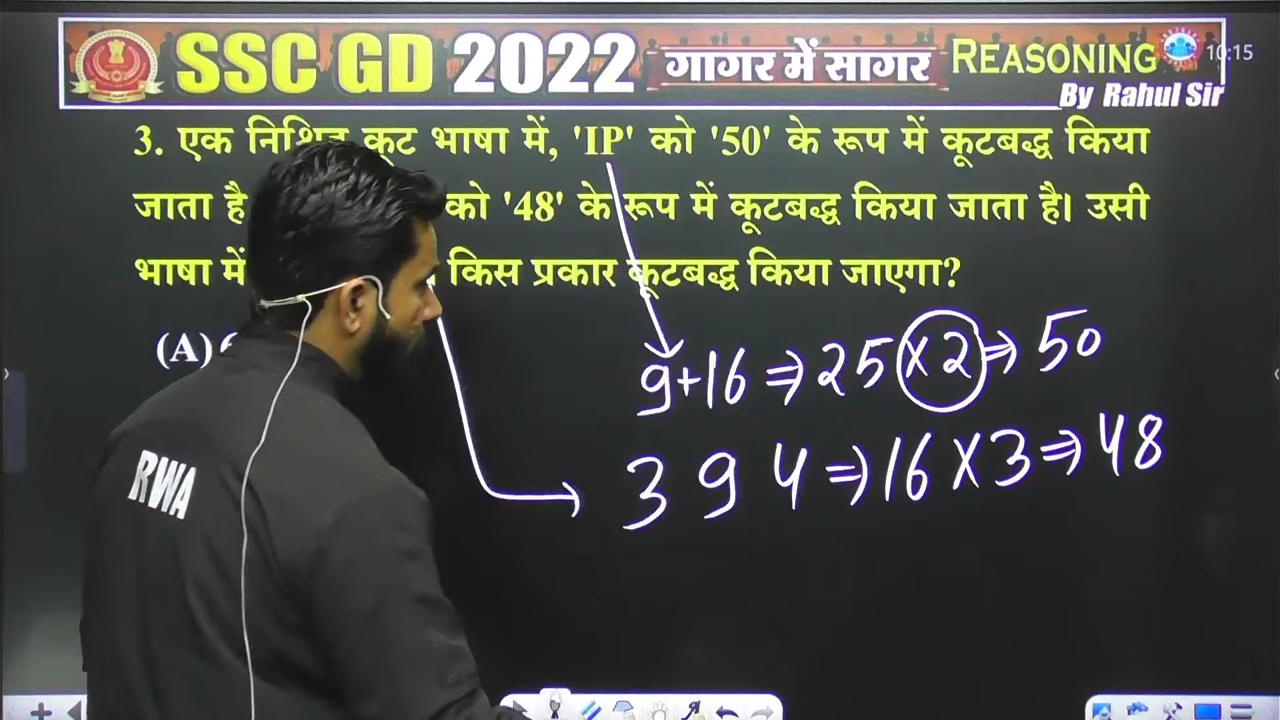 SSC GD 2022 गागर में सागर REASONING 10:15
By Rahul Sir
3. एक कूट भाषा में, 'IP' को '50' के रूप में कूटबद्ध किया
जाता है को '48' के रूप में कूटबद्ध किया जाता है। उसी
भाषा में किस प्रकार कूटबद्ध किया जाएगा?
(A)
9+16 ⇒ 25 × 2 ⇒ 50
3 9 4 ⇒ 16 × 3 ⇒ 48
RWA